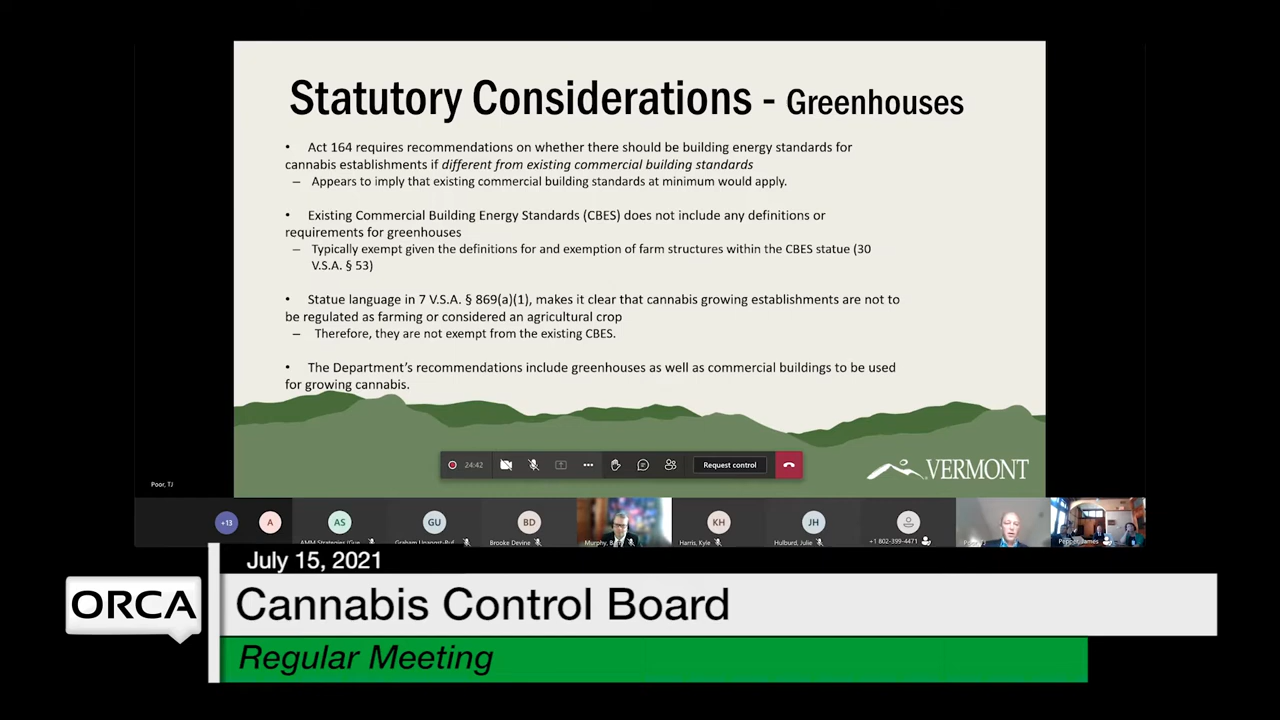 Statutory Considerations - Greenhouses
• Act 164 requires recommendations on whether there should be building energy standards for
cannabis establishments if different from existing commercial building standards
– Appears to imply that existing commercial building standards at minimum would apply.
• Existing Commercial Building Energy Standards (CBES) does not include any definitions or
requirements for greenhouses
– Typically exempt given the definitions for and exemption of farm structures within the CBES statue (30
V.S.A. § 53)
• Statue language in 7 V.S.A. § 869(a)(1), makes it clear that cannabis growing establishments are not to
be regulated as farming or considered an agricultural crop
– Therefore, they are not exempt from the existing CBES.
• The Department's recommendations include greenhouses as well as commercial buildings to be used
for growing cannabis.
24:42
Request control
VERMONT
Poor, TJ
+13
A
AS
GU
BD
KH
JH
Brooke Devine
Harris, Kyle
Hulburd, Julie
+1 802-399-4471
July 15, 2021
ORCA
Cannabis Control Board
Regular Meeting